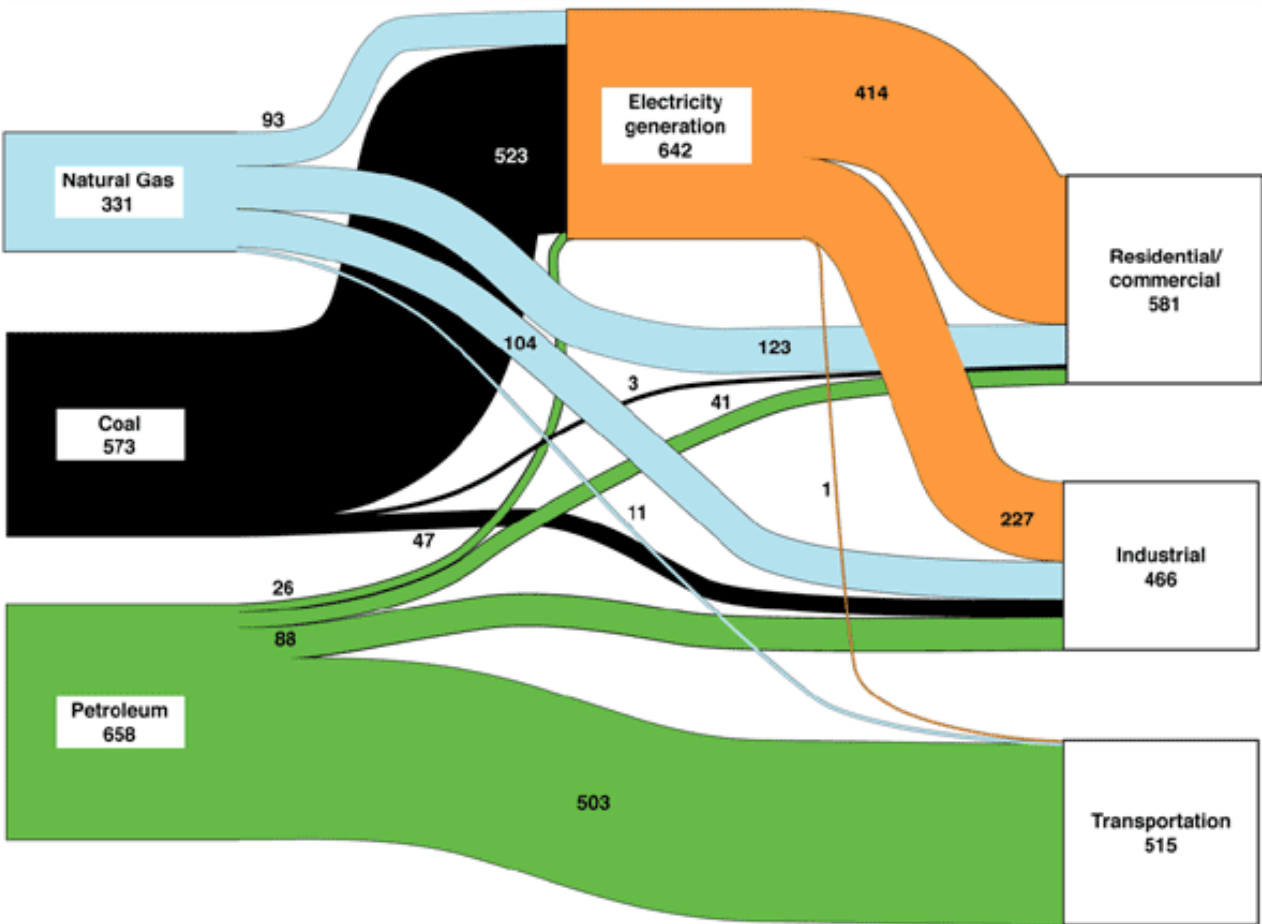 414
Electricity
generation
642
93
523
Natural Gas
331
Residential/
commercial
581
104
123
3
41
Coal
573
1
11
227
47
Industrial
466
26
88
Petroleum
658
503
Transportation
515